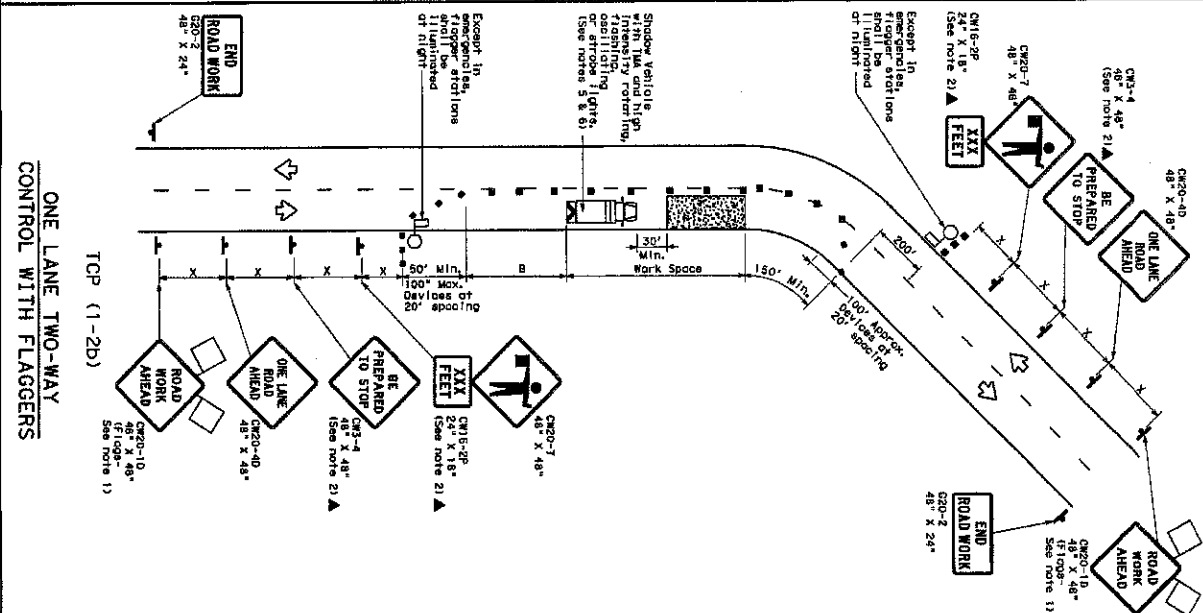 CW20-4D
48" X 48"
ONE LANE
ROAD
AHEAD
CW3-4
48" X 48"
(See note 2)▲
BE
PREPARED
TO STOP
CW20-7
48" X 48"
CW16-2P
24" X 18"
(See note 2)▲
XXX
FEET
Except in
emergencies,
flagger stations
shall be
illuminated
at night
Shadow Vehicle
with TMA and high
intensity rotating,
flashing,
oscillating
or strobe lights.
(See notes 5 & 6)
Except in
emergencies,
flagger stations
shall be
illuminated
at night
END
ROAD WORK
G20-2
48" X 24"
X
X
X
X
200'
100' Approx.
Devices at
20' spacing
150' Min.
30'
Min.
Work Space
B
50' Min.
100' Max.
Devices at
20' spacing
X
X
X
X
ROAD
WORK
AHEAD
CW20-1D
48" X 48"
(Flags-
See note 1)
END
ROAD WORK
G20-2
48" X 24"
CW20-7
48" X 48"
XXX
FEET
CW16-2P
24" X 18"
(See note 2)▲
BE
PREPARED
TO STOP
CW3-4
48" X 48"
(See note 2)▲
ONE LANE
ROAD
AHEAD
CW20-4D
48" X 48"
ROAD
WORK
AHEAD
CW20-1D
48" X 48"
(Flags-
See note 1)
TCP (1-2b)
ONE LANE TWO-WAY
CONTROL WITH FLAGGERS